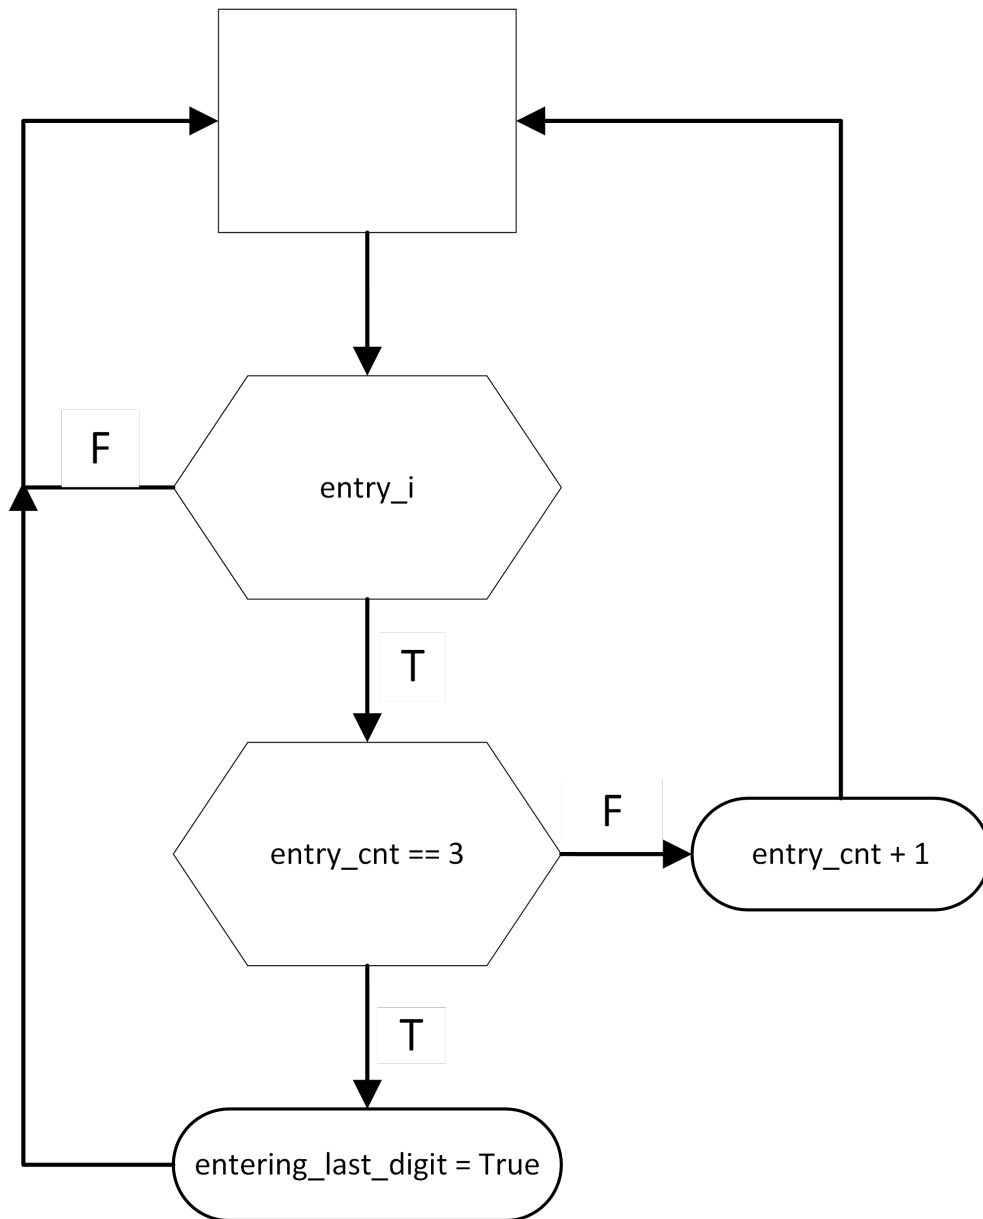 F
entry_i
T
entry_cnt == 3
F
entry_cnt + 1
T
entering_last_digit = True